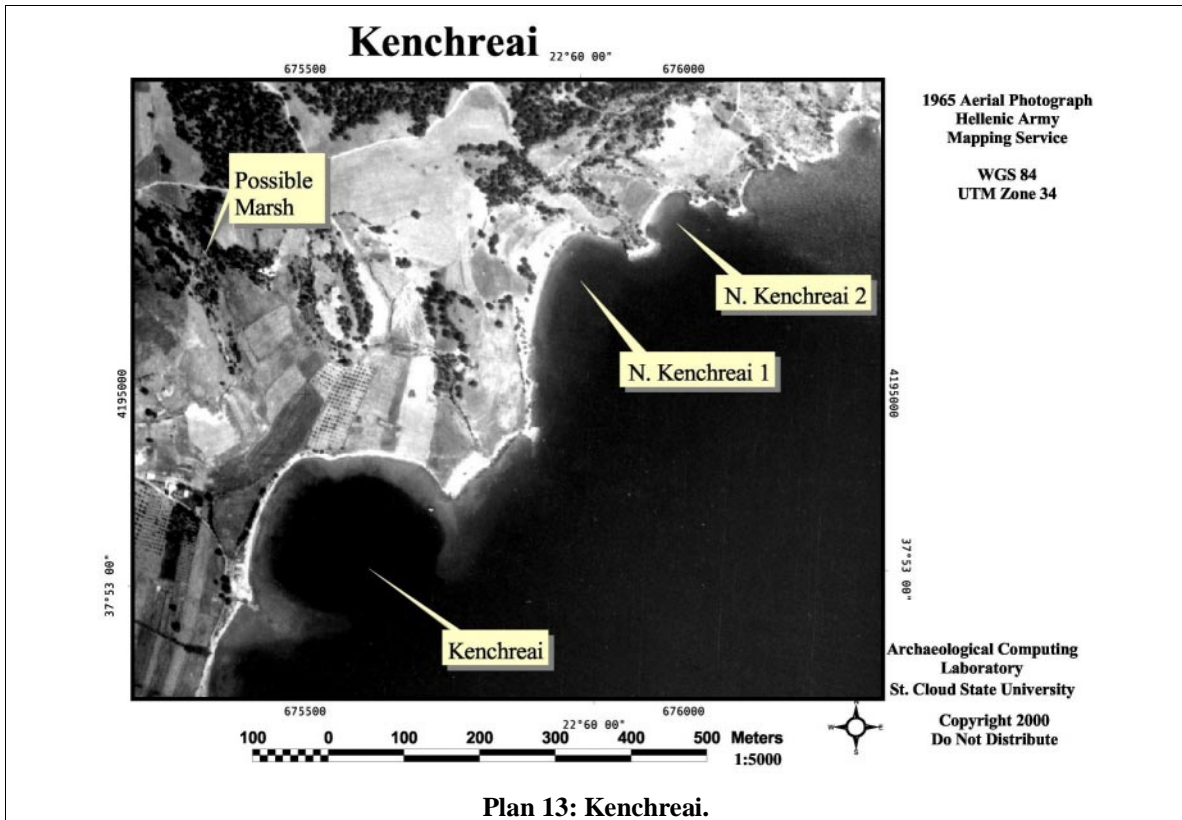 Kenchreai
22°60 00"
675500
676000
1965 Aerial Photograph
Hellenic Army
Mapping Service
WGS 84
UTM Zone 34
Possible
Marsh
N. Kenchreai 2
N. Kenchreai 1
4195000
4195000
37°53 00"
37°53 00"
Kenchreai
Archaeological Computing
Laboratory
St. Cloud State University
Copyright 2000
Do Not Distribute
N
W
E
S
675500
22°60 00"
676000
100 0 100 200 300 400 500 Meters
1:5000
Plan 13: Kenchreai.